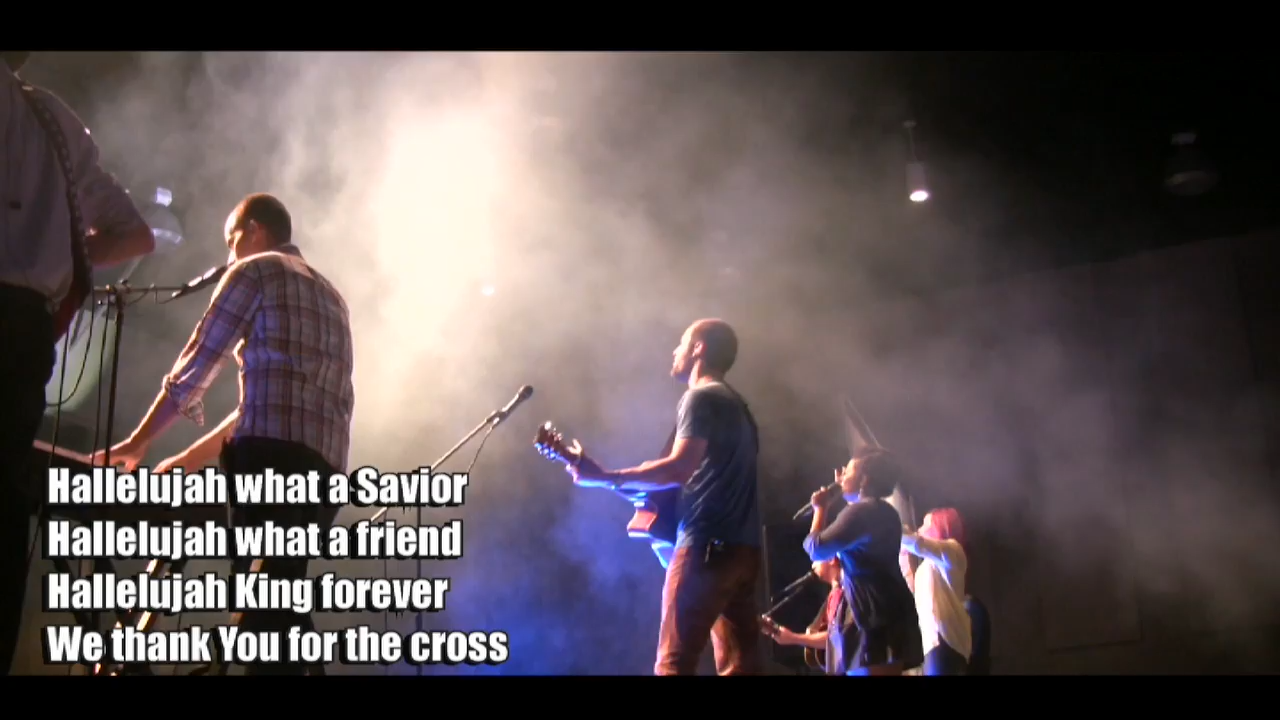 Hallelujah what a Savior
Hallelujah what a friend
Hallelujah King forever
We thank You for the cross